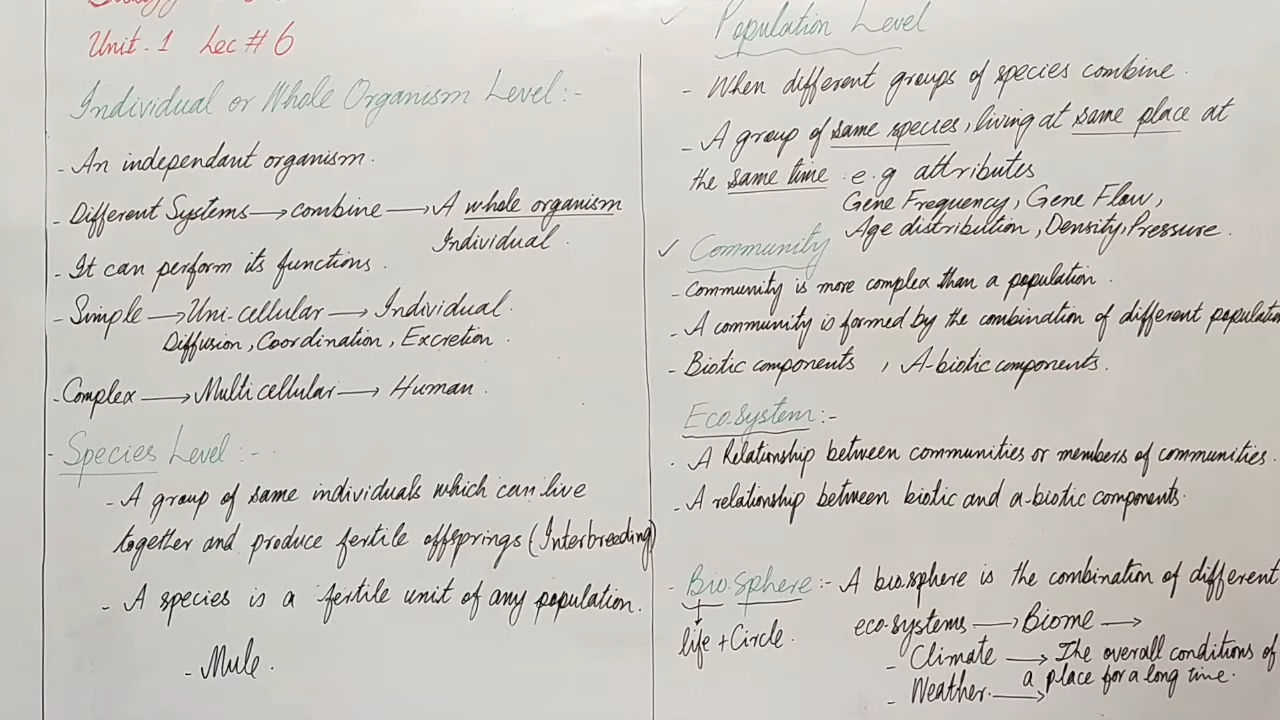 Unit-1 Lec # 6
Individual or Whole Organism Level:-
- An independant organism.
- Different Systems → combine → A whole organism
Individual.
- It can perform its functions.
- Simple → Uni-cellular → Individual.
Diffusion, Coordination, Excretion.
- Complex → Multicellular → Human.
- Species Level:-
- A group of same individuals which can live
together and produce fertile offsprings (Interbreeding)
- A species is a fertile unit of any population.
- Mule.
✓ Population Level
- When different groups of species combine.
- A group of same species, living at same place at
the same time e.g attributes
Gene Frequency, Gene Flow,
Age distribution, Density, Pressure.
✓ Community
- Community is more complex than a population.
- A community is formed by the combination of different populatio
- Biotic components, A-biotic components.
Eco.system:-
- A Relationship between communities or members of communities.
- A relationship between biotic and a-biotic components.
- Bio.sphere:- A bio.sphere is the combination of different
eco-systems → Biome →
life + Circle.
- Climate → The overall conditions of
a place for a long time.
- Weather. →